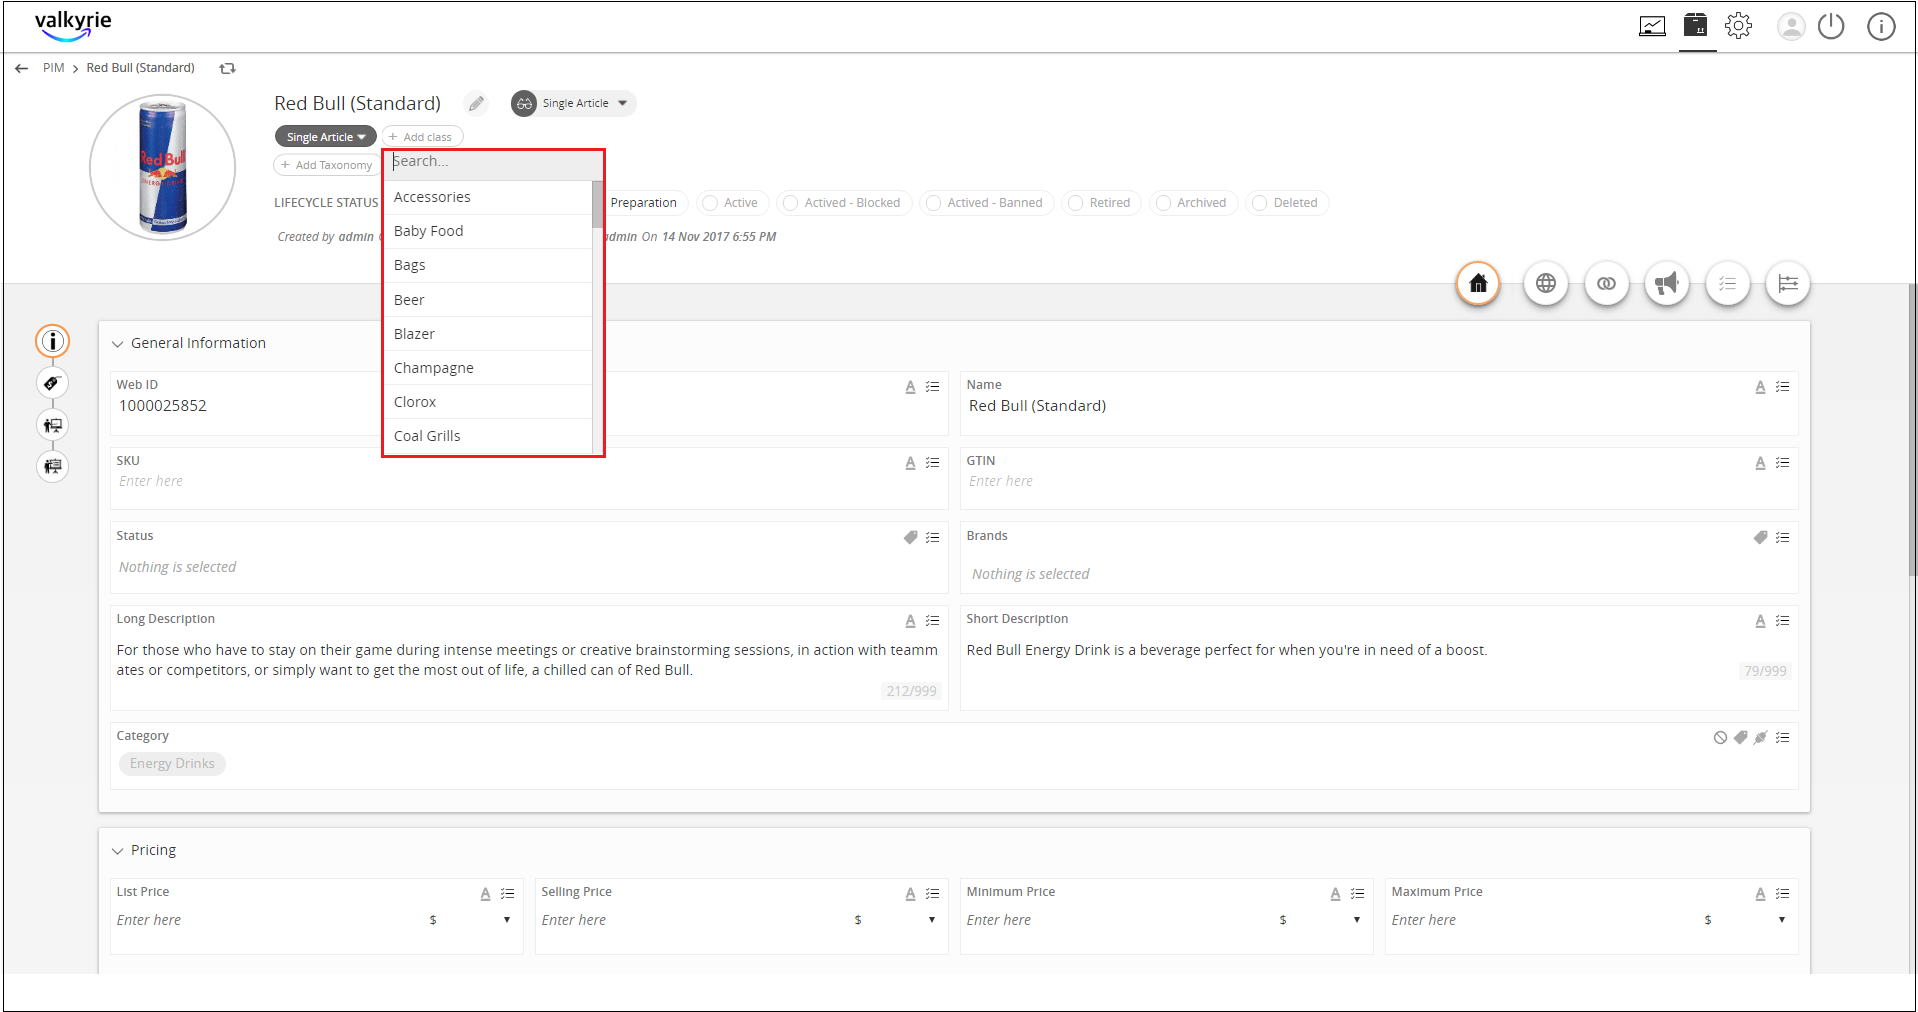 valkyrie
PIM > Red Bull (Standard)
Red Bull (Standard)
Single Article
Single Article
+ Add class
+ Add Taxonomy
Search...
Accessories
Baby Food
Bags
Beer
Blazer
Champagne
Clorox
Coal Grills
LIFECYCLE STATUS
Preparation
Active
Actived - Blocked
Actived - Banned
Retired
Archived
Deleted
Created by admin
admin On 14 Nov 2017 6:55 PM
Red Bull
ENERGY DRINK
General Information
Web ID
1000025852
Name
Red Bull (Standard)
SKU
Enter here
GTIN
Enter here
Status
Nothing is selected
Brands
Nothing is selected
Long Description
For those who have to stay on their game during intense meetings or creative brainstorming sessions, in action with teamm
ates or competitors, or simply want to get the most out of life, a chilled can of Red Bull.
212/999
Short Description
Red Bull Energy Drink is a beverage perfect for when you're in need of a boost.
79/999
Category
Energy Drinks
Pricing
List Price
Enter here $
Selling Price
Enter here $
Minimum Price
Enter here $
Maximum Price
Enter here $